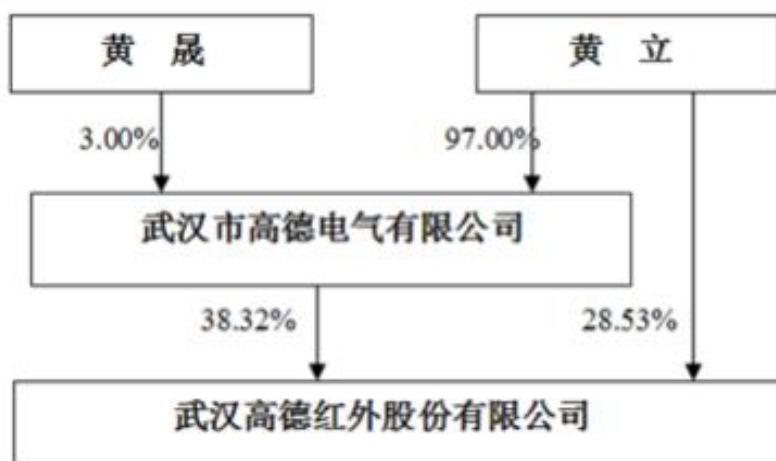 黄 晟
黄 立
3.00%
97.00%
武汉市高德电气有限公司
38.32%
28.53%
武汉高德红外股份有限公司